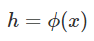 h = ϕ(x)